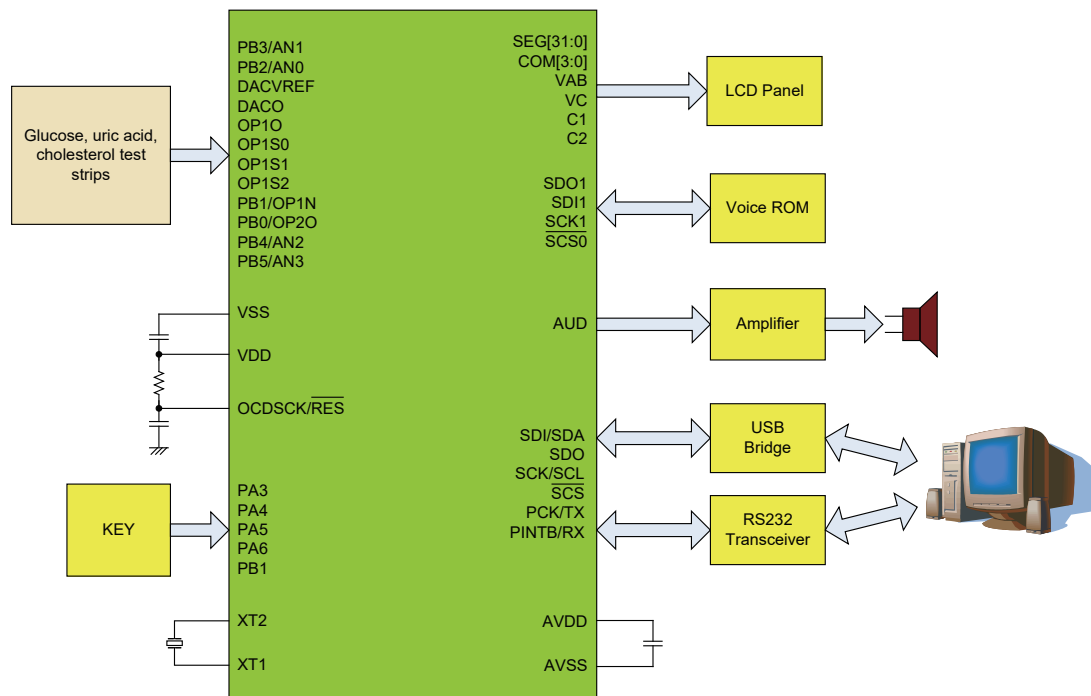 Glucose, uric acid,
cholesterol test
strips
PB3/AN1
PB2/AN0
DACVREF
DACO
OP1O
OP1S0
OP1S1
OP1S2
PB1/OP1N
PB0/OP2O
PB4/AN2
PB5/AN3
VSS
VDD
OCDSCK/RES
KEY
PA3
PA4
PA5
PA6
PB1
XT2
XT1
SEG[31:0]
COM[3:0]
VAB
VC
C1
C2
LCD Panel
SDO1
SDI1
SCK1
SCS0
Voice ROM
AUD
Amplifier
SDI/SDA
SDO
SCK/SCL
SCS
PCK/TX
PINTB/RX
USB
Bridge
RS232
Transceiver
AVDD
AVSS